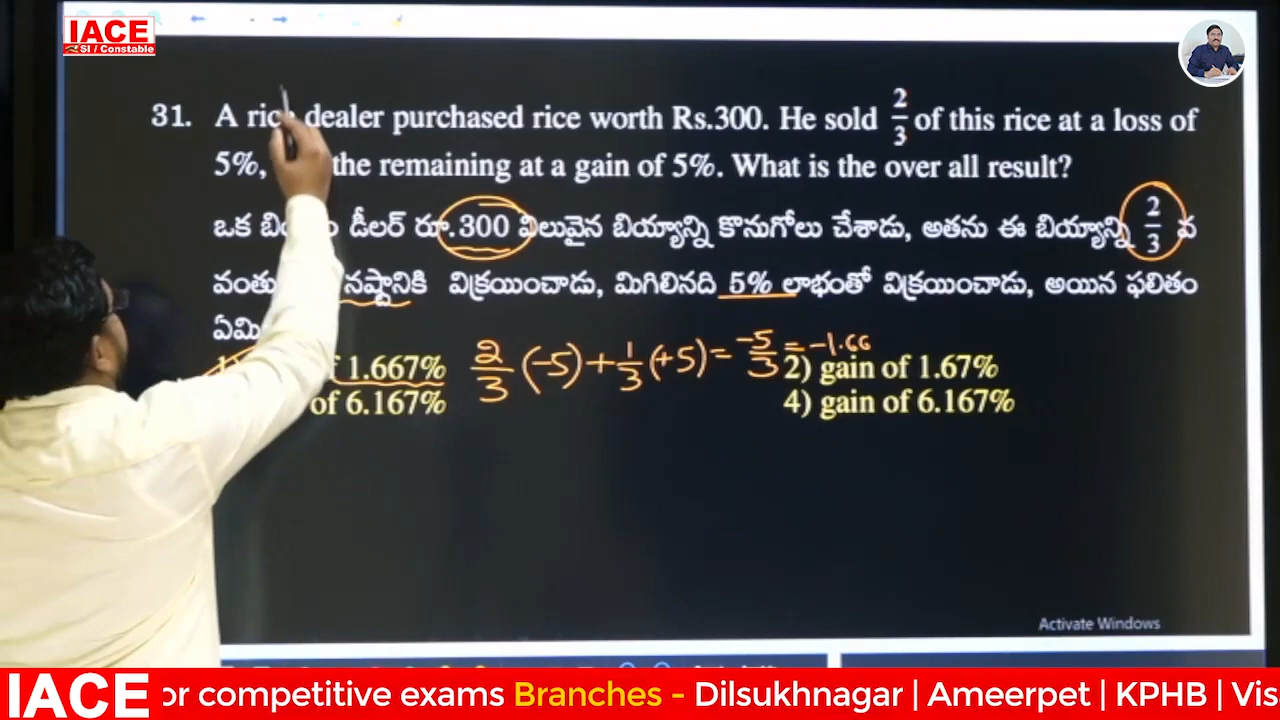 IACE
SI / Constable
31. A rice dealer purchased rice worth Rs.300. He sold 2/3 of this rice at a loss of
5%, the remaining at a gain of 5%. What is the over all result?
ఒక డీలర్ రూ.300 విలువైన బియ్యాన్ని కొనుగోలు చేశాడు, అతను ఈ బియ్యాన్ని 2/3 వ
వంతు నష్టానికి విక్రయించాడు, మిగిలినది 5% లాభంతో విక్రయించాడు, అయిన ఫలితం
2/3 (-5) + 1/3 (+5) = -5/3 = -1.66
1.667% 2) gain of 1.67%
of 6.167% 4) gain of 6.167%
Activate Windows
IACE or competitive exams Branches - Dilsukhnagar | Ameerpet | KPHB | Vis